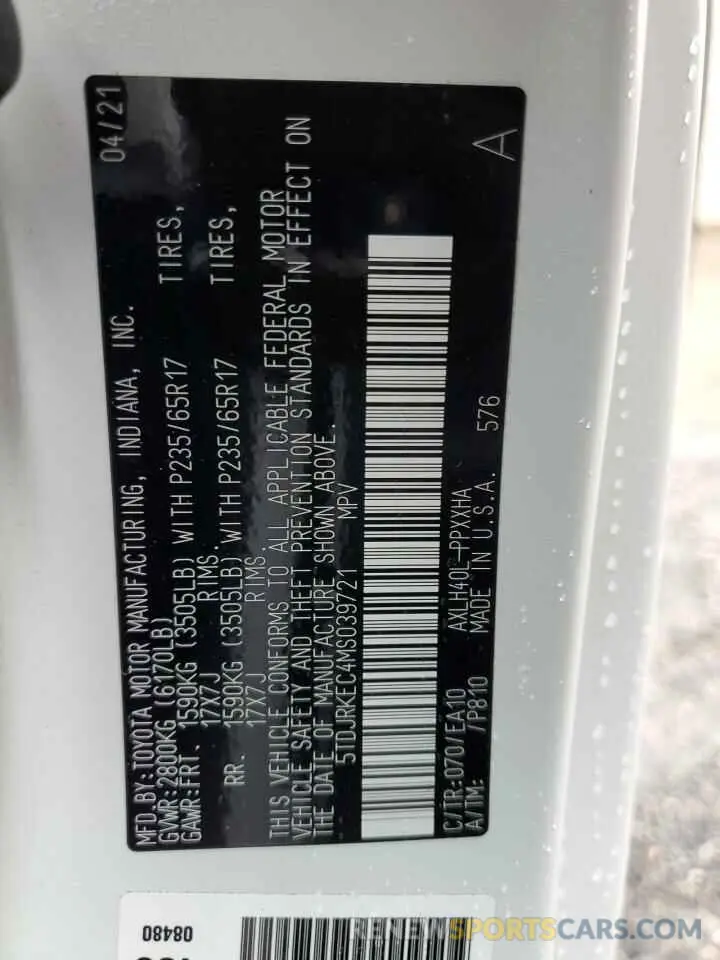 MFD.BY:TOYOTA MOTOR MANUFACTURING, INDIANA, INC. 04/21
GVWR:2800KG (6170LB)
GAWR:FRT. 1590KG (3505LB) WITH P235/65R17 TIRES,
17X7J RIMS.
RR. 1590KG (3505LB) WITH P235/65R17 TIRES,
17X7J RIMS.
THIS VEHICLE CONFORMS TO ALL APPLICABLE FEDERAL MOTOR
VEHICLE SAFETY AND THEFT PREVENTION STANDARDS IN EFFECT ON
THE DATE OF MANUFACTURE SHOWN ABOVE.
5TDJRKEC4MS039721 MPV
C/TR:070/EA10 AXLH40L-PPXXHA
A/TM: /P810 MADE IN U.S.A. 576 A
08480
RENEWSPORTSCARS.COM